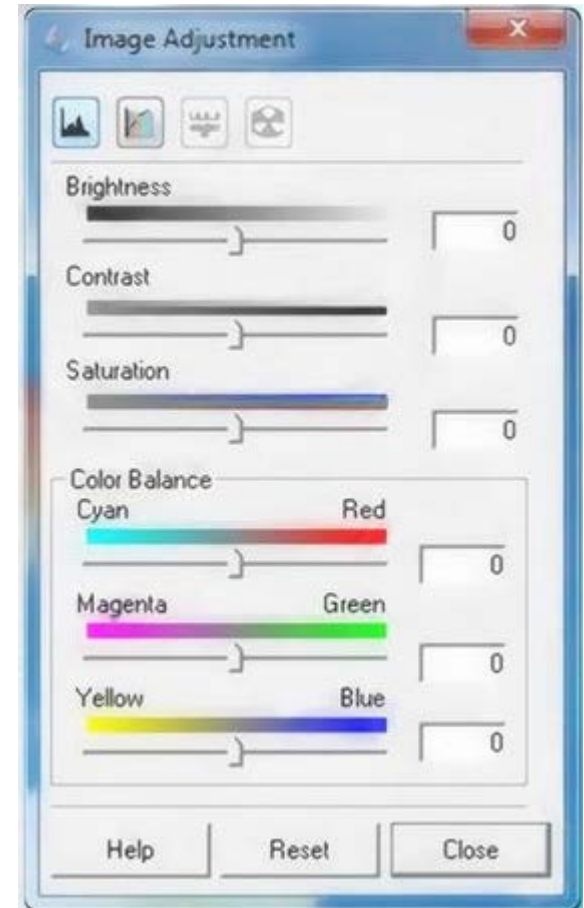 Image Adjustment
Brightness
0
Contrast
0
Saturation
0
Color Balance
Cyan Red
0
Magenta Green
0
Yellow Blue
0
Help Reset Close